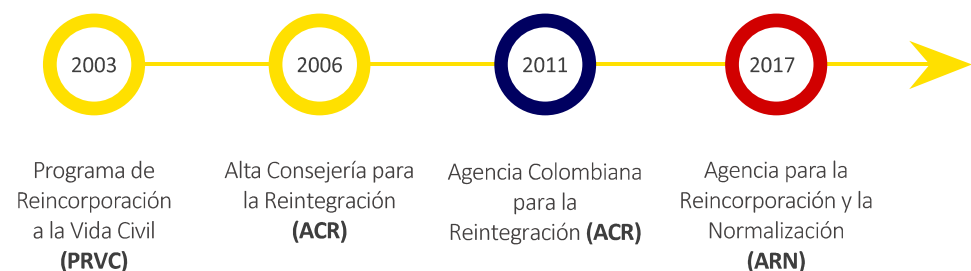 2003
2006
2011
2017
Programa de
Reincorporación
a la Vida Civil
(PRVC)
Alta Consejería para
la Reintegración
(ACR)
Agencia Colombiana
para la
Reintegración (ACR)
Agencia para la
Reincorporación y la
Normalización
(ARN)